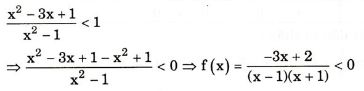 x² − 3x + 1 / x² − 1 < 1
⇒ x² − 3x + 1 − x² + 1 / x² − 1 < 0 ⇒ f (x) = −3x + 2 / (x − 1)(x + 1) < 0